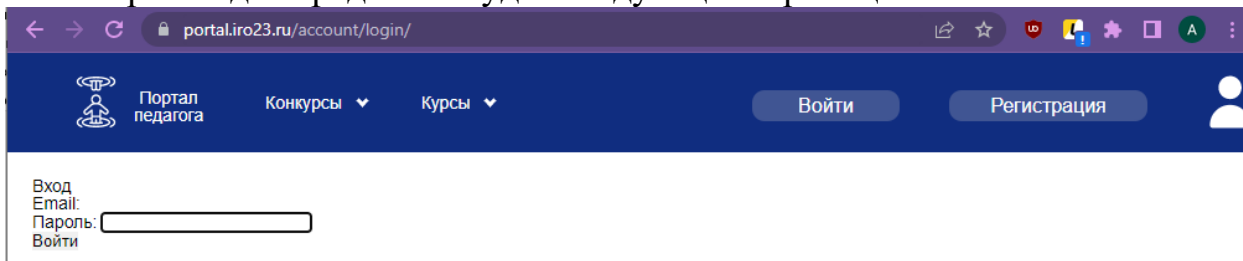 portal.iro23.ru/account/login/
A
Портал
педагога
Конкурсы
Курсы
Войти
Регистрация
Вход
Email:
Пароль:
Войти